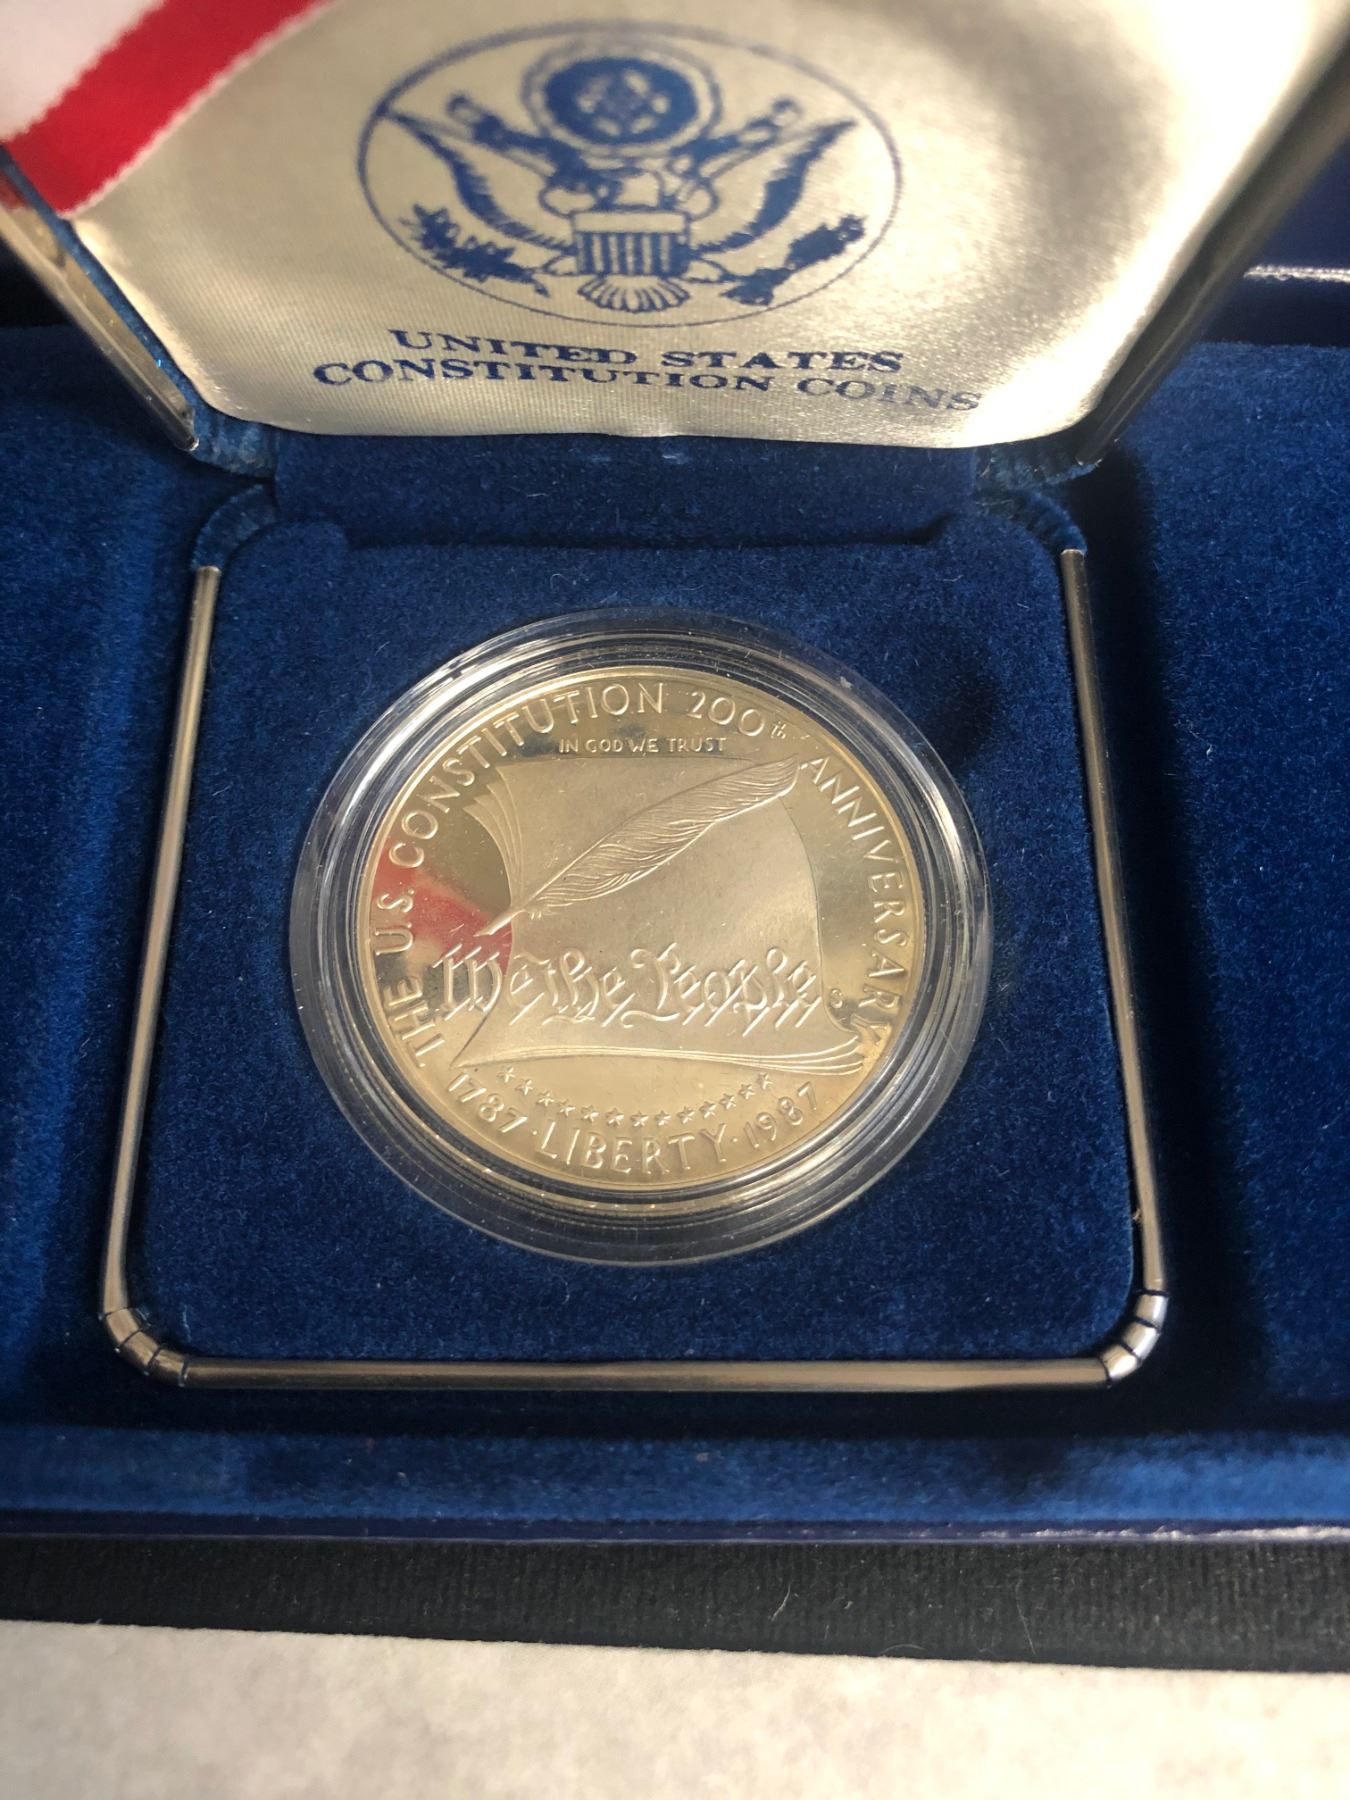 UNITED STATES
CONSTITUTION COINS
THE U.S. CONSTITUTION 200th ANNIVERSARY
IN GOD WE TRUST
We the People
S
1787 · LIBERTY · 1987